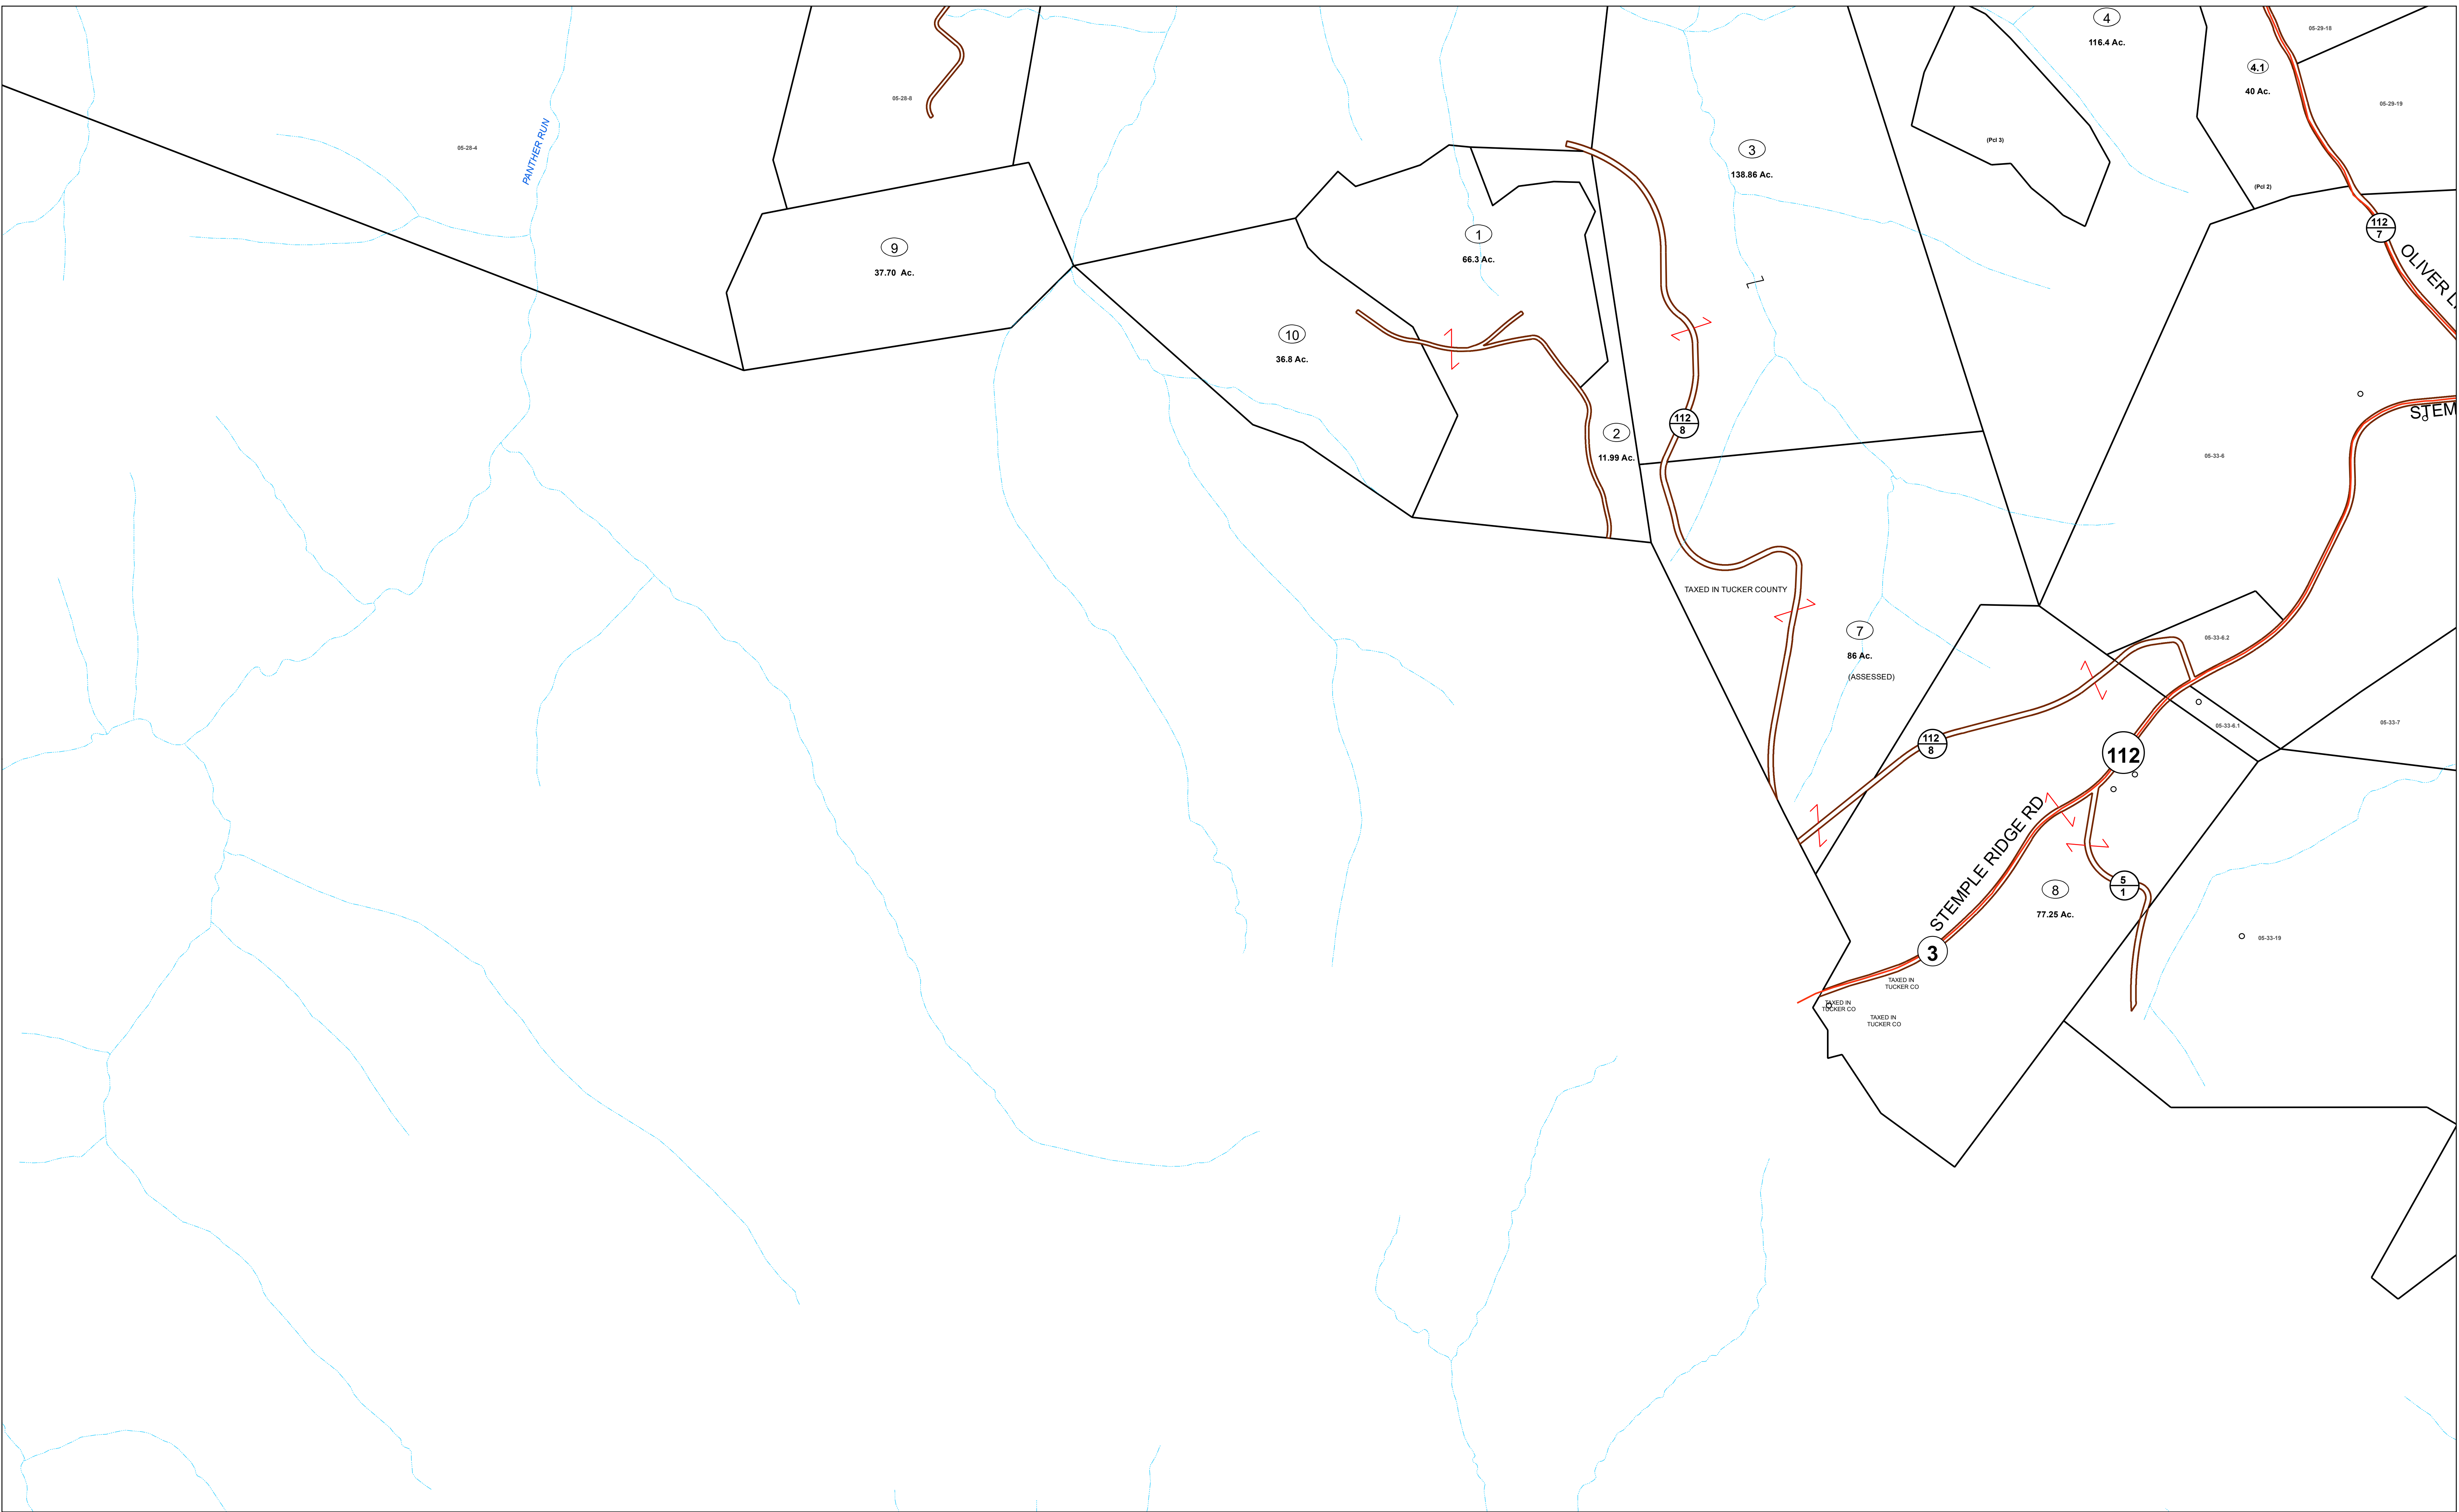 4
116.4 Ac.
05-29-18
4.1
40 Ac.
05-28-8
05-29-19
05-28-4
PANTHER RUN
3
138.86 Ac.
(Pcl 3)
(Pcl 2)
9
37.70 Ac.
1
66.3 Ac.
112
7
OLIVER
10
36.8 Ac.
112
8
STEM
2
11.99 Ac.
05-33-6
TAXED IN TUCKER COUNTY
7
86 Ac.
(ASSESSED)
05-33-6.2
05-33-6.1
05-33-7
112
8
112
STEMPLE RIDGE RD
8
77.25 Ac.
5
1
3
05-33-19
TAXED IN
TUCKER CO
TAXED IN
TUCKER CO
TAXED IN
TUCKER CO